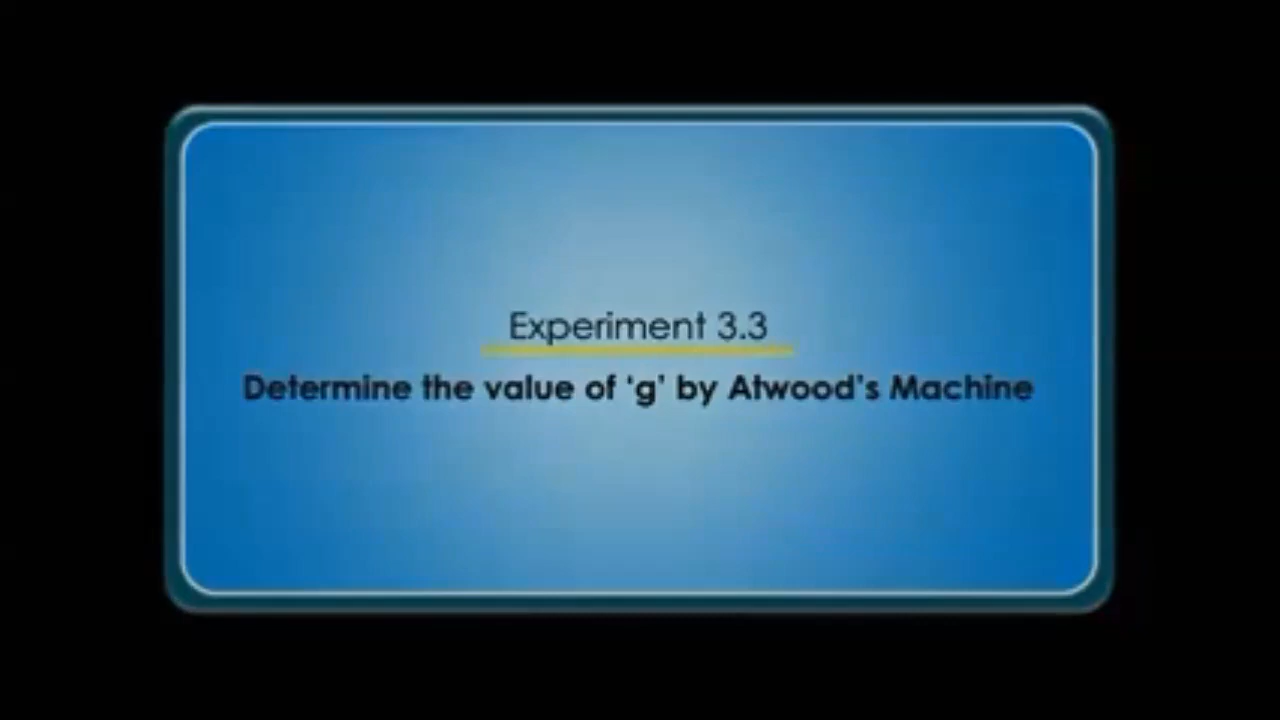 Experiment 3.3
Determine the value of ‘g’ by Atwood’s Machine